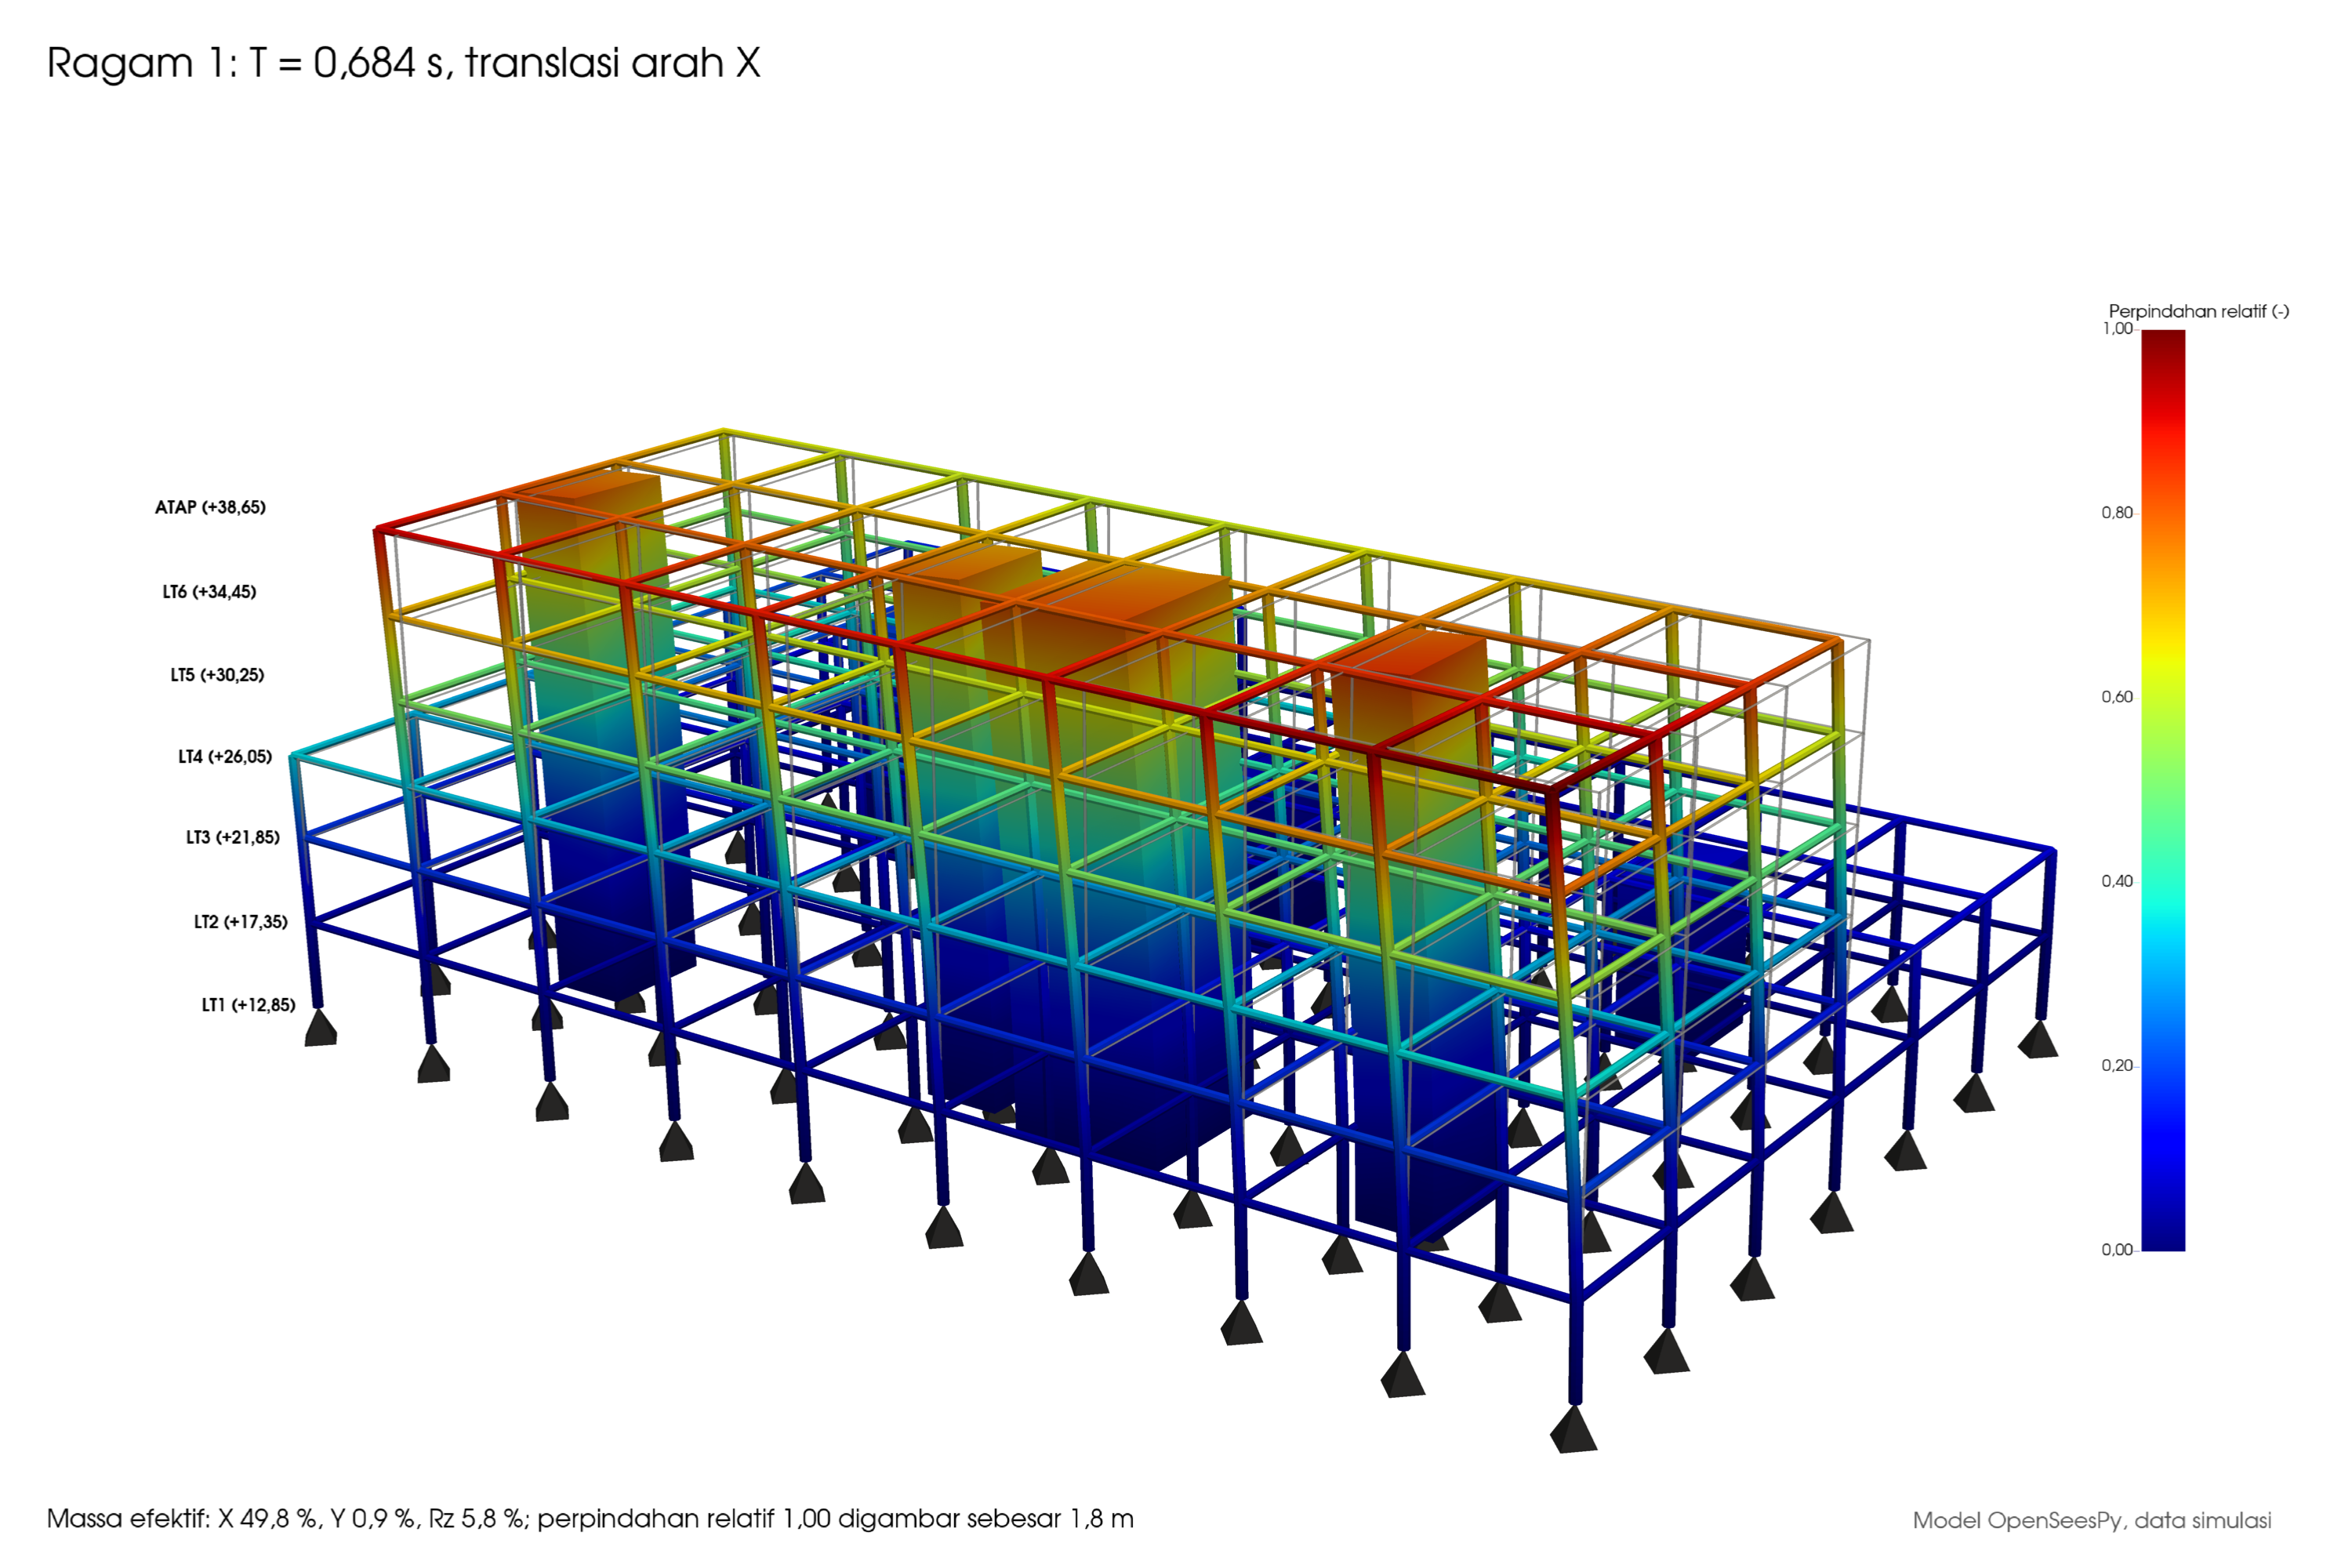 Ragam 1: T = 0,684 s, translasi arah X
Perpindahan relatif (-)
1,00
0,80
0,60
0,40
0,20
0,00
ATAP (+38,65)
LT6 (+34,45)
LT5 (+30,25)
LT4 (+26,05)
LT3 (+21,85)
LT2 (+17,35)
LT1 (+12,85)
Massa efektif: X 49,8 %, Y 0,9 %, Rz 5,8 %; perpindahan relatif 1,00 digambar sebesar 1,8 m
Model OpenSeesPy, data simulasi